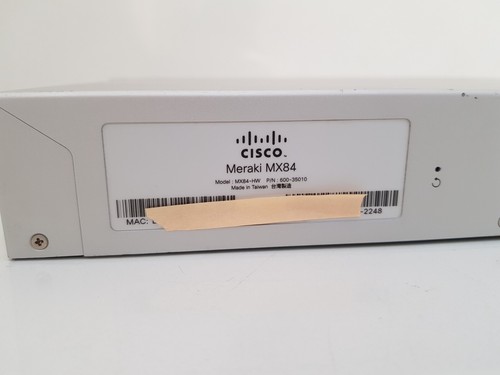 CISCO
Meraki MX84
Model : MX84-HW P/N : 600-35010
Made in Taiwan 台灣製造
MAC:
-2248